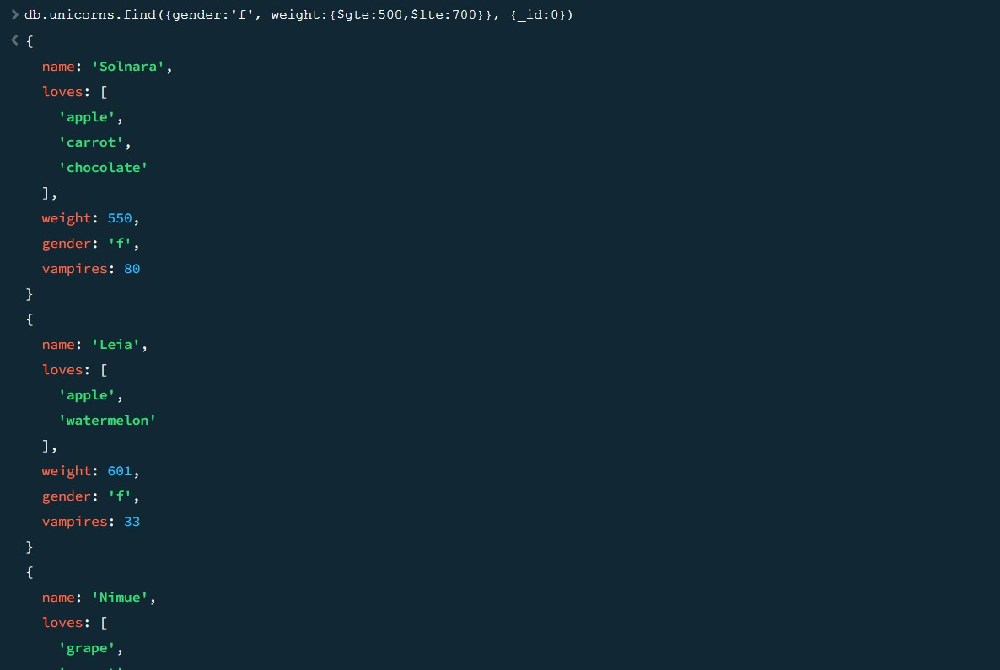 > db.unicorns.find({gender:'f', weight:{$gte:500,$lte:700}}, {_id:0})
< {
name: 'Solnara',
loves: [
'apple',
'carrot',
'chocolate'
],
weight: 550,
gender: 'f',
vampires: 80
}
{
name: 'Leia',
loves: [
'apple',
'watermelon'
],
weight: 601,
gender: 'f',
vampires: 33
}
{
name: 'Nimue',
loves: [
'grape',